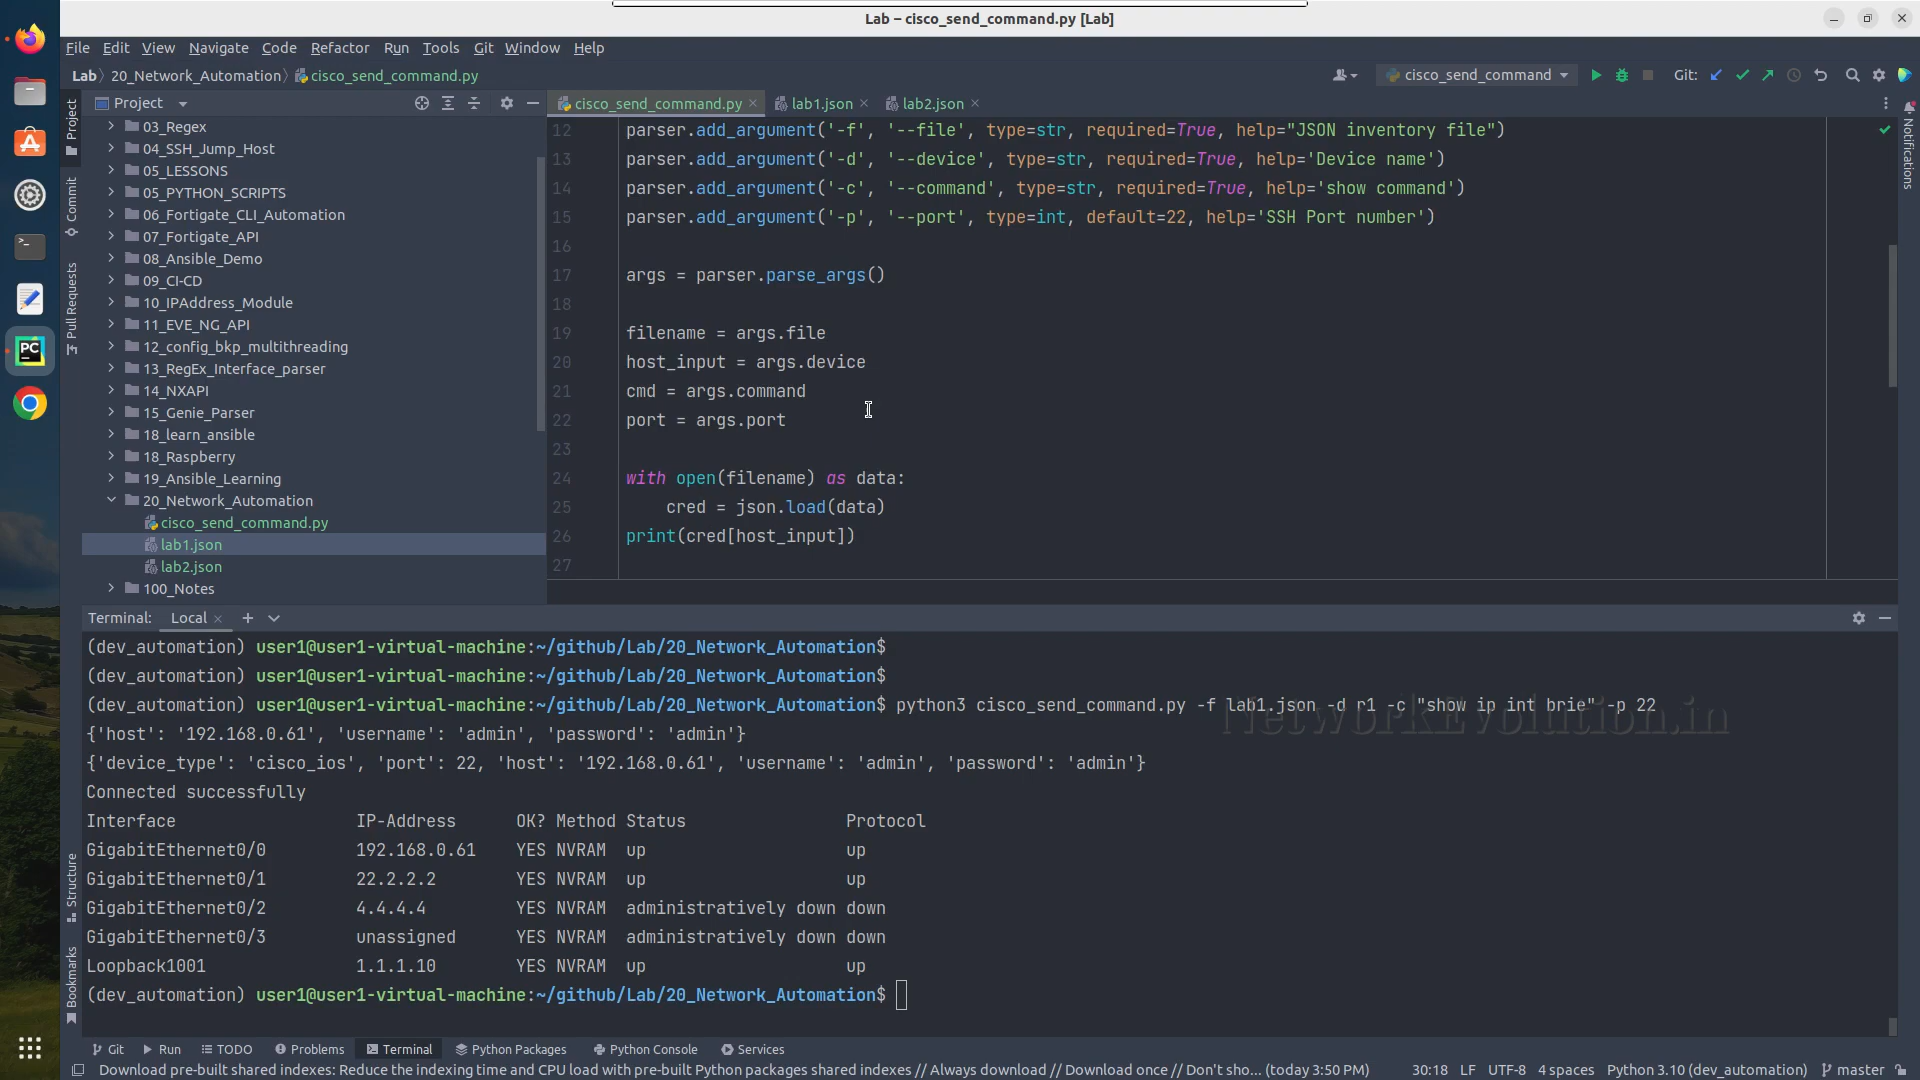 Lab – cisco_send_command.py [Lab]
File Edit View Navigate Code Refactor Run Tools Git Window Help
Lab 20_Network_Automation cisco_send_command.py
cisco_send_command Git:
Project
03_Regex
04_SSH_Jump_Host
05_LESSONS
05_PYTHON_SCRIPTS
06_Fortigate_CLI_Automation
07_Fortigate_API
08_Ansible_Demo
09_CI-CD
10_IPAddress_Module
11_EVE_NG_API
12_config_bkp_multithreading
13_RegEx_Interface_parser
14_NXAPI
15_Genie_Parser
18_learn_ansible
18_Raspberry
19_Ansible_Learning
20_Network_Automation
cisco_send_command.py
lab1.json
lab2.json
100_Notes
Project
Commit
Pull Requests
Structure
Bookmarks
Notifications
cisco_send_command.py lab1.json lab2.json
12 parser.add_argument('-f', '--file', type=str, required=True, help="JSON inventory file")
13 parser.add_argument('-d', '--device', type=str, required=True, help='Device name')
14 parser.add_argument('-c', '--command', type=str, required=True, help='show command')
15 parser.add_argument('-p', '--port', type=int, default=22, help='SSH Port number')
16
17 args = parser.parse_args()
18
19 filename = args.file
20 host_input = args.device
21 cmd = args.command
22 port = args.port
23
24 with open(filename) as data:
25 cred = json.load(data)
26 print(cred[host_input])
27
Terminal: Local
(dev_automation) user1@user1-virtual-machine:~/github/Lab/20_Network_Automation$
(dev_automation) user1@user1-virtual-machine:~/github/Lab/20_Network_Automation$
(dev_automation) user1@user1-virtual-machine:~/github/Lab/20_Network_Automation$ python3 cisco_send_command.py -f lab1.json -d r1 -c "show ip int brie" -p 22
NetworkEvolution.in
{'host': '192.168.0.61', 'username': 'admin', 'password': 'admin'}
{'device_type': 'cisco_ios', 'port': 22, 'host': '192.168.0.61', 'username': 'admin', 'password': 'admin'}
Connected successfully
Interface IP-Address OK? Method Status Protocol
GigabitEthernet0/0 192.168.0.61 YES NVRAM up up
GigabitEthernet0/1 22.2.2.2 YES NVRAM up up
GigabitEthernet0/2 4.4.4.4 YES NVRAM administratively down down
GigabitEthernet0/3 unassigned YES NVRAM administratively down down
Loopback1001 1.1.1.10 YES NVRAM up up
(dev_automation) user1@user1-virtual-machine:~/github/Lab/20_Network_Automation$
Git Run TODO Problems Terminal Python Packages Python Console Services
Download pre-built shared indexes: Reduce the indexing time and CPU load with pre-built Python packages shared indexes // Always download // Download once // Don't sho... (today 3:50 PM) 30:18 LF UTF-8 4 spaces Python 3.10 (dev_automation) master